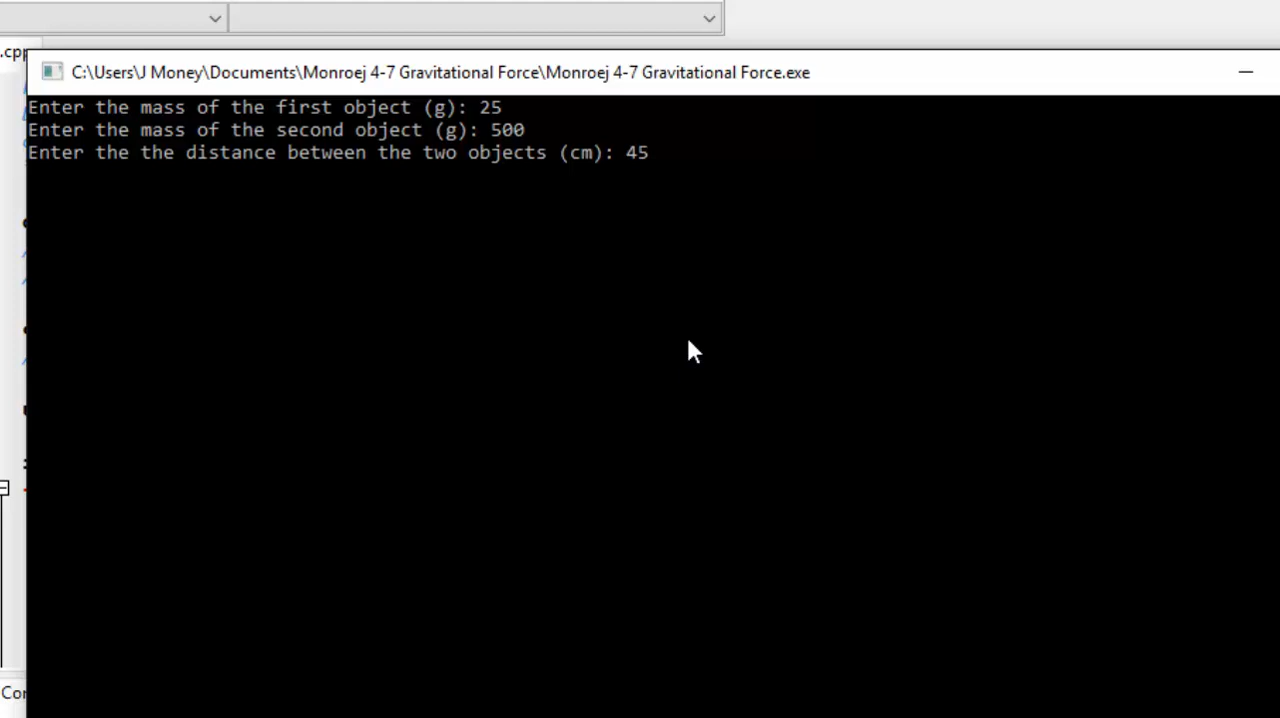 .cpp
C:\Users\J Money\Documents\Monroej 4-7 Gravitational Force\Monroej 4-7 Gravitational Force.exe
Enter the mass of the first object (g): 25
Enter the mass of the second object (g): 500
Enter the the distance between the two objects (cm): 45